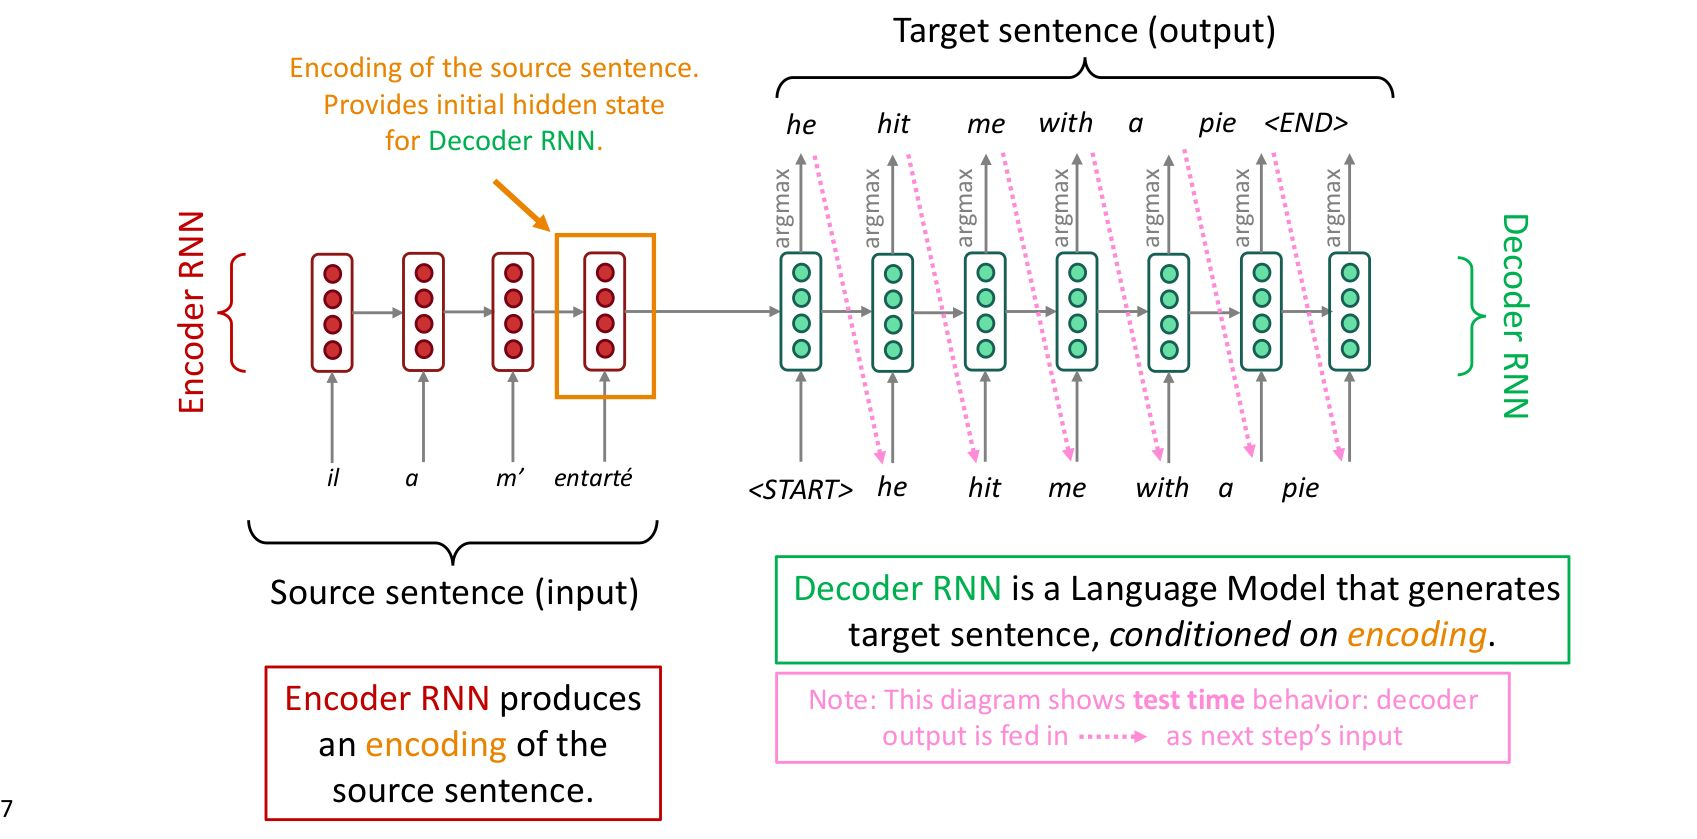 Target sentence (output)
Encoding of the source sentence.
Provides initial hidden state
for Decoder RNN.
he hit me with a pie <END>
argmax argmax argmax argmax argmax argmax argmax
Encoder RNN
Decoder RNN
il a m’ entarté
<START> he hit me with a pie
Source sentence (input)
Decoder RNN is a Language Model that generates
target sentence, conditioned on encoding.
Encoder RNN produces
an encoding of the
source sentence.
Note: This diagram shows test time behavior: decoder
output is fed in as next step’s input
7